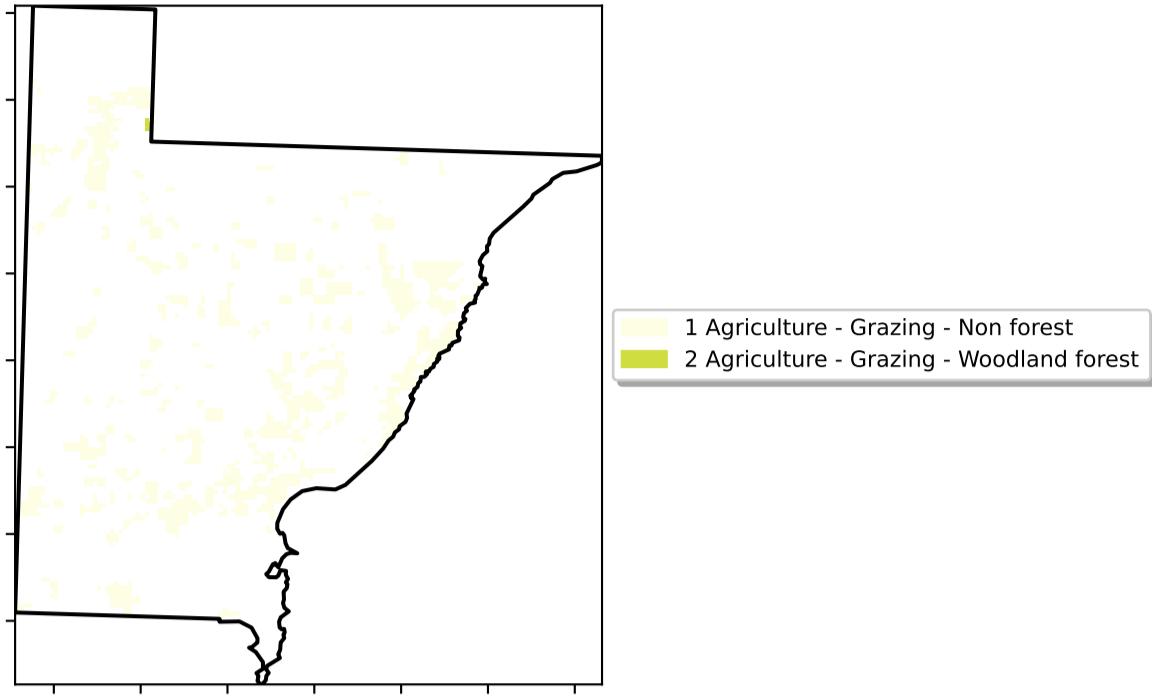 1 Agriculture - Grazing - Non forest
2 Agriculture - Grazing - Woodland forest